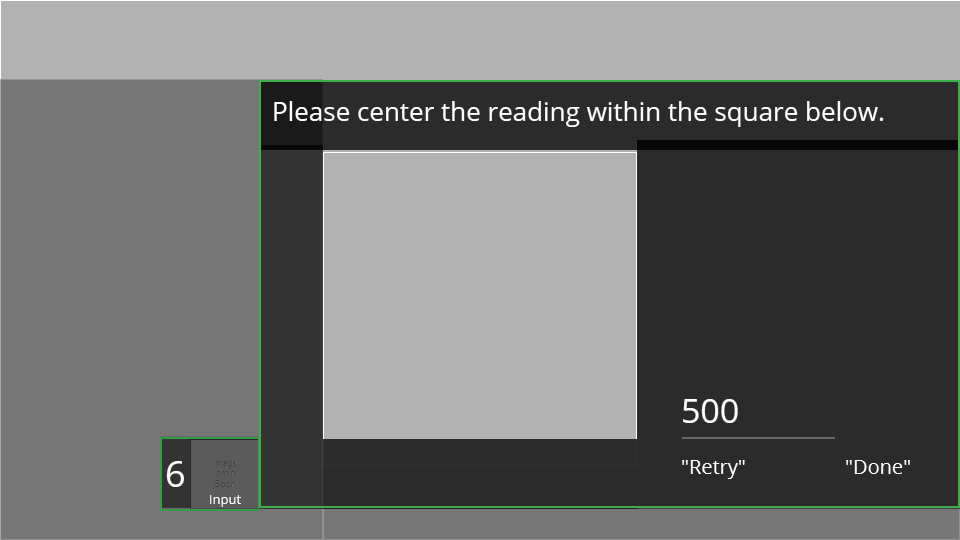 Please center the reading within the square below.
500
"Retry" "Done"
6
Input